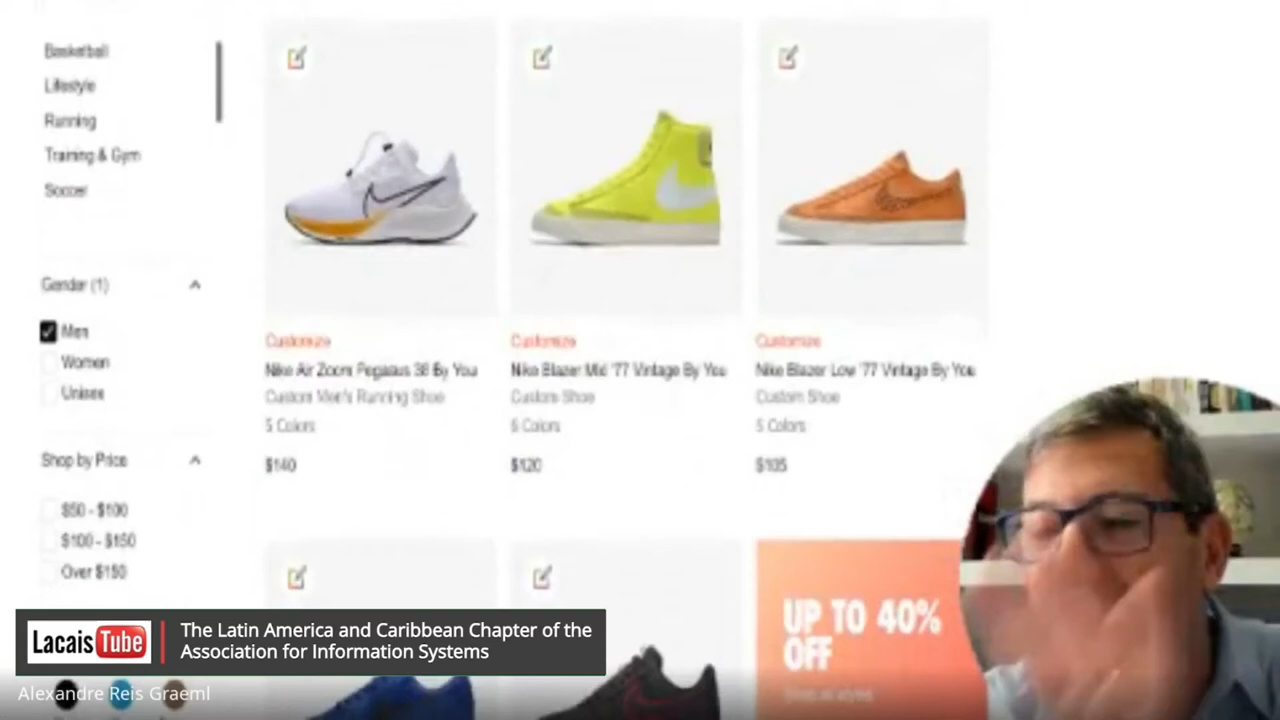 Basketball
Lifestyle
Running
Training & Gym
Soccer
Gender (1)
Men
Women
Unisex
Shop by Price
$50 - $100
$100 - $150
Over $150
Customize
Nike Air Zoom Pegasus 38 By You
Custom Men's Running Shoe
5 Colors
$140
Customize
Nike Blazer Mid '77 Vintage By You
Custom Shoe
6 Colors
$120
Customize
Nike Blazer Low '77 Vintage By You
Custom Shoe
5 Colors
$105
UP TO 40%
OFF
Lacais Tube
The Latin America and Caribbean Chapter of the
Association for Information Systems
Alexandre Reis Graeml